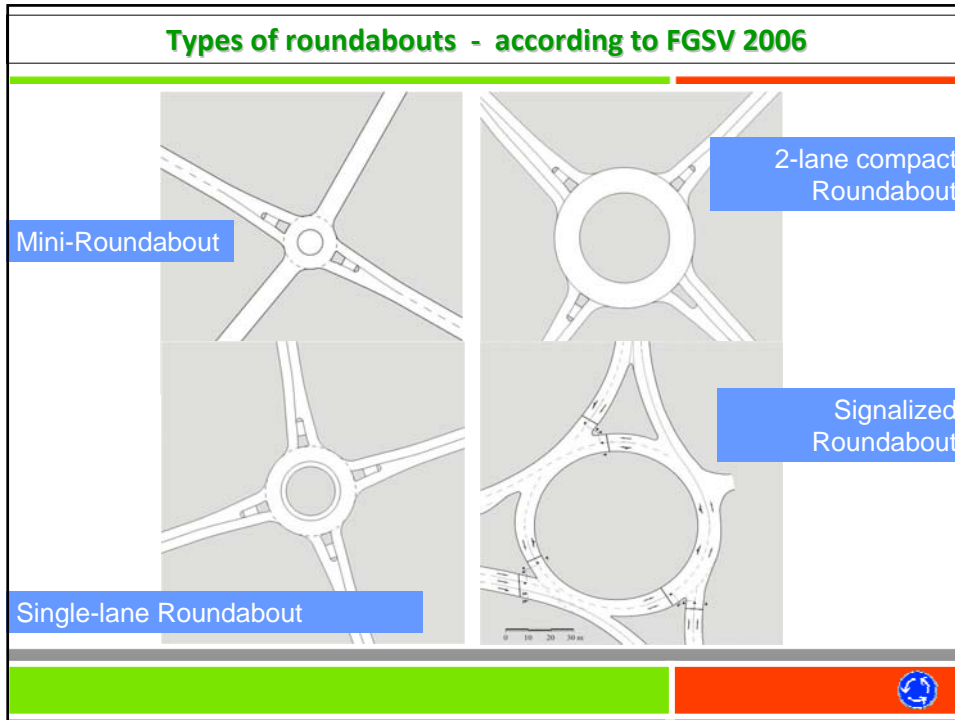 Types of roundabouts - according to FGSV 2006
Mini-Roundabout
2-lane compact
Roundabout
Single-lane Roundabout
Signalized
Roundabout
0 10 20 30 m